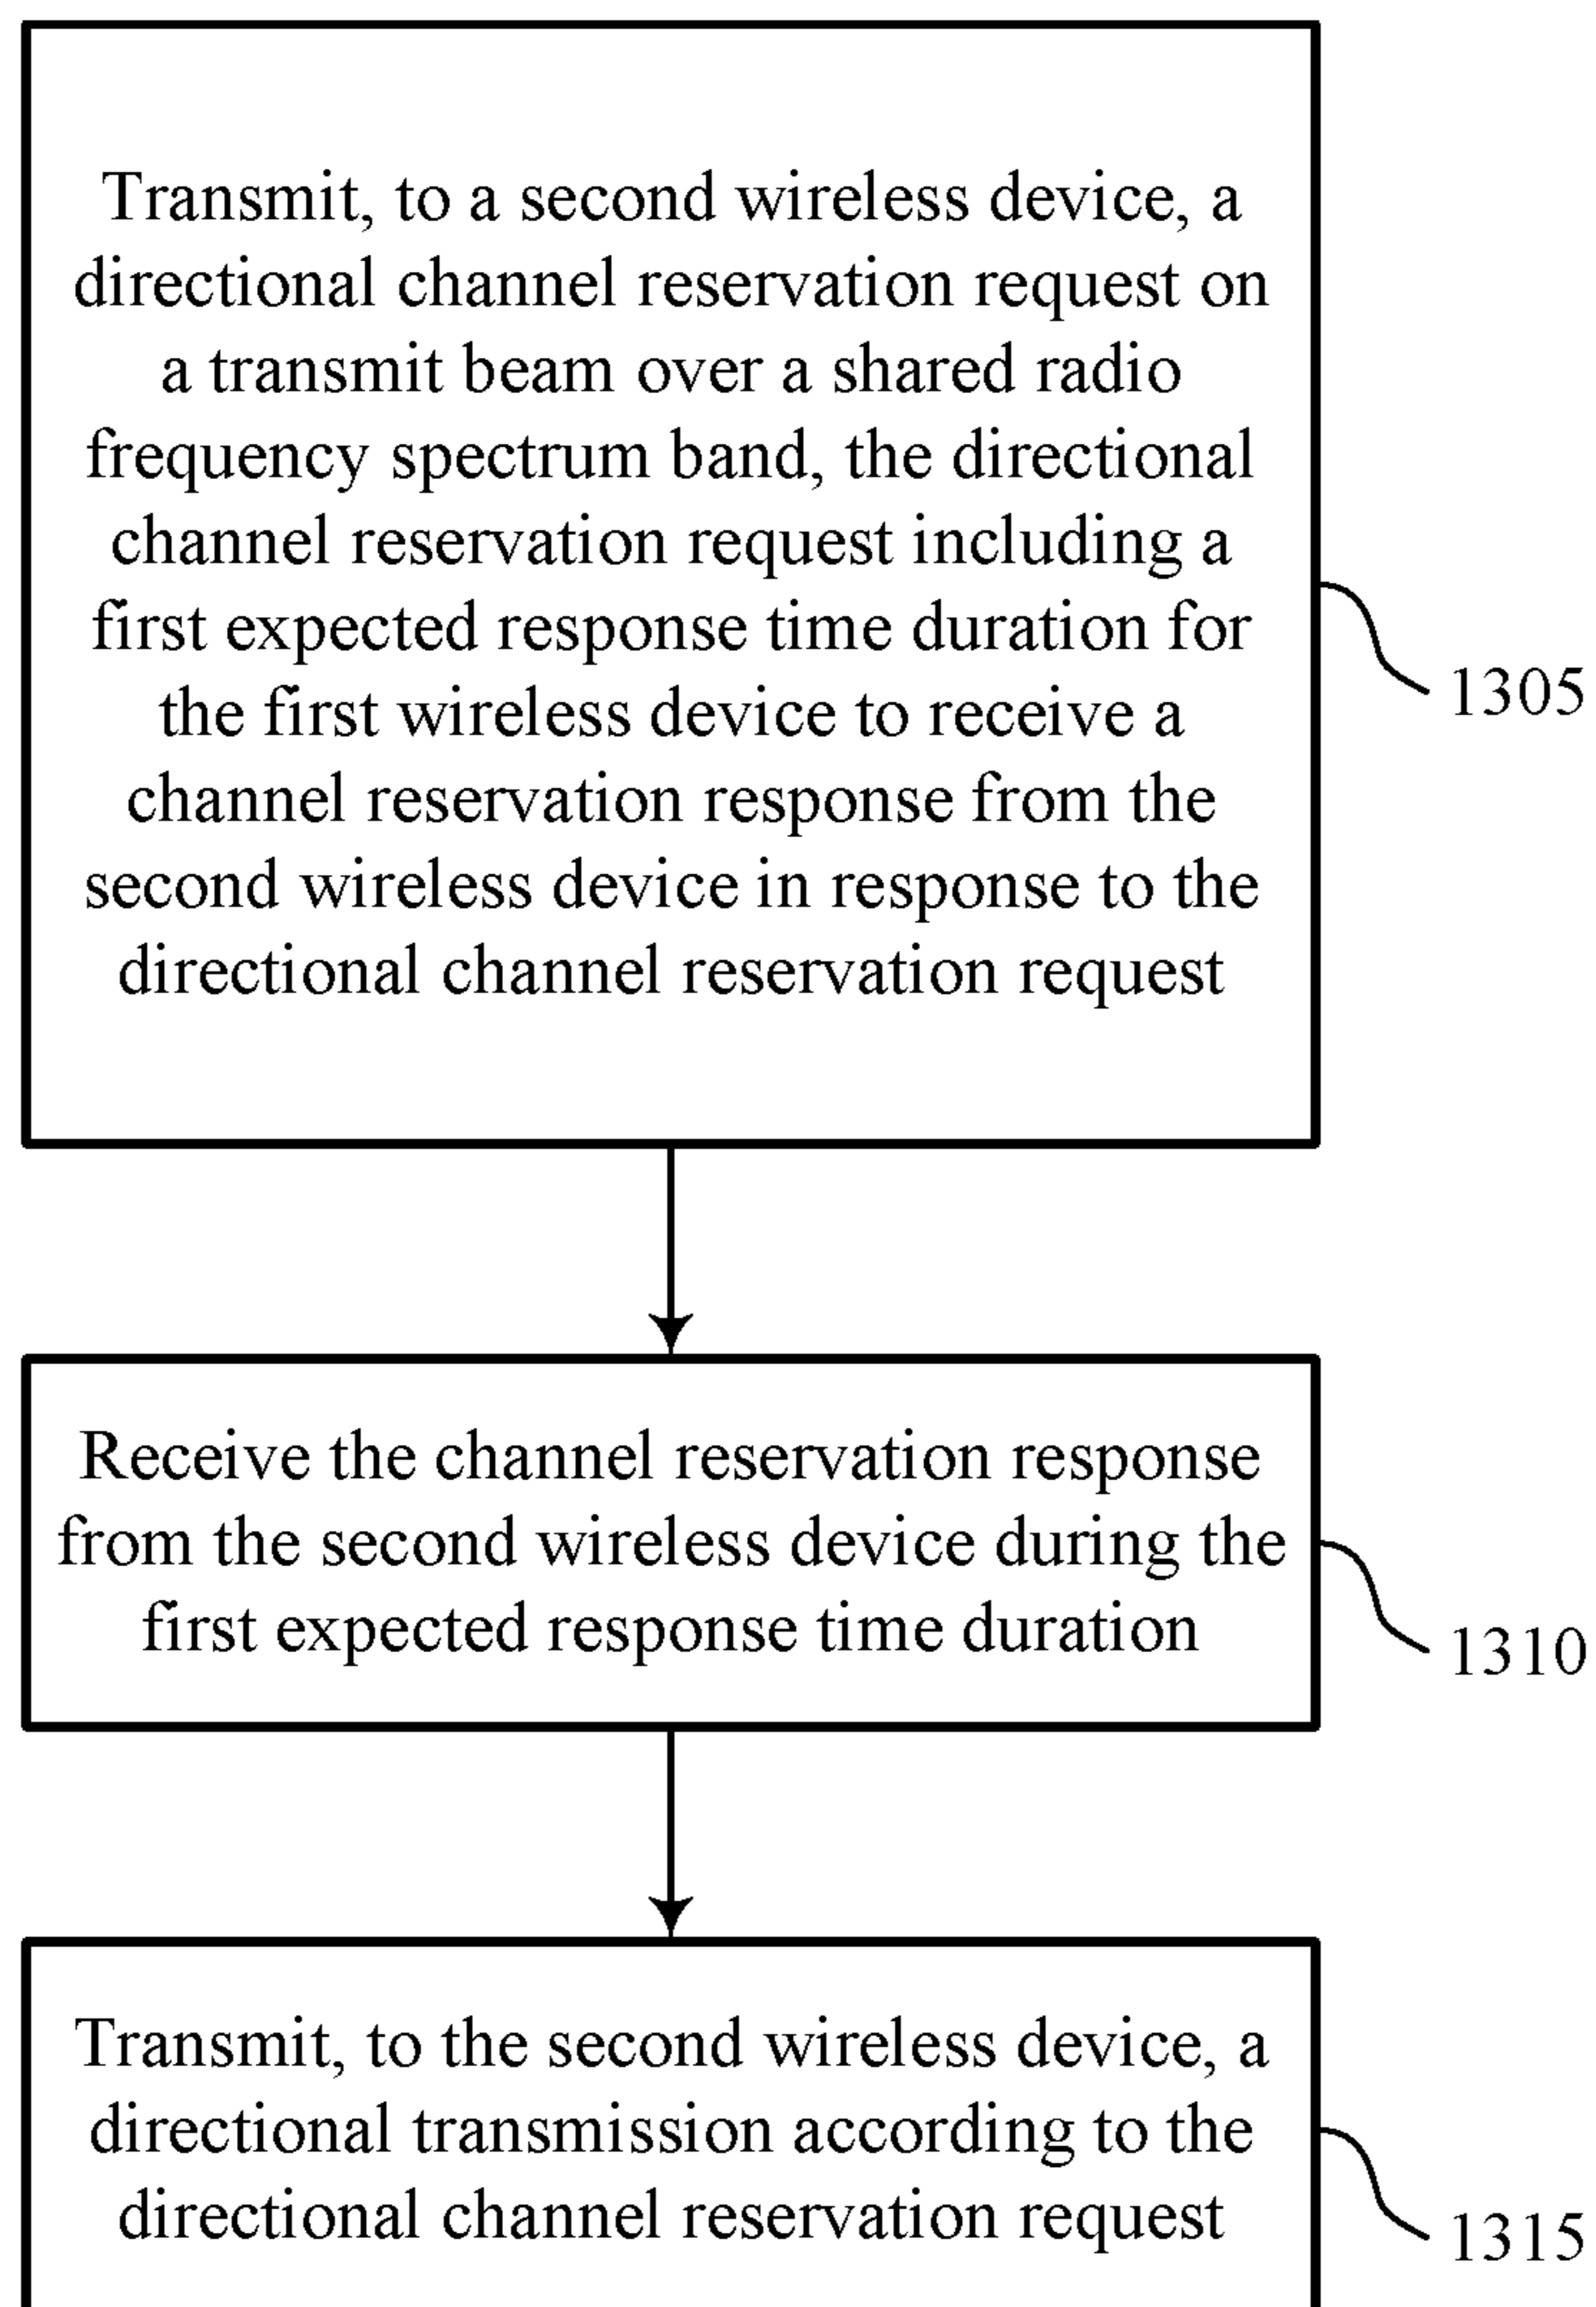 Transmit, to a second wireless device, a
directional channel reservation request on
a transmit beam over a shared radio
frequency spectrum band, the directional
channel reservation request including a
first expected response time duration for
the first wireless device to receive a
channel reservation response from the
second wireless device in response to the
directional channel reservation request
1305
Receive the channel reservation response
from the second wireless device during the
first expected response time duration
1310
Transmit, to the second wireless device, a
directional transmission according to the
directional channel reservation request
1315